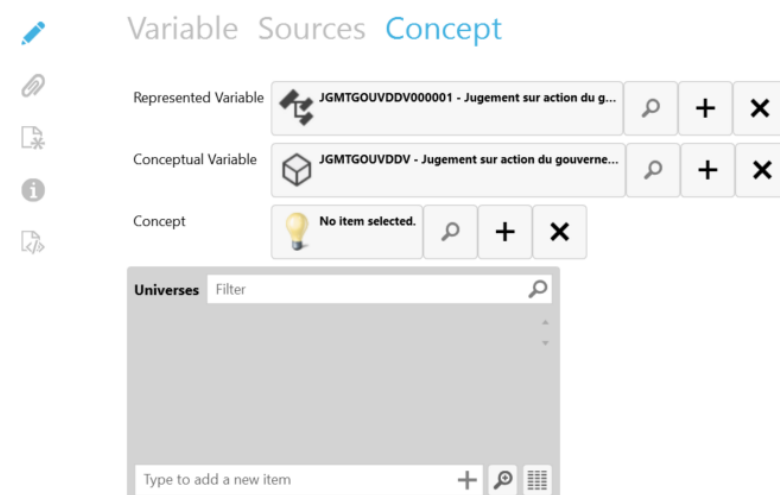 Variable Sources Concept
Represented Variable JGMTGOUVDDV000001 - Jugement sur action du g...
Conceptual Variable JGMTGOUVDDV - Jugement sur action du gouverne...
Concept No item selected.
Universes Filter
Type to add a new item